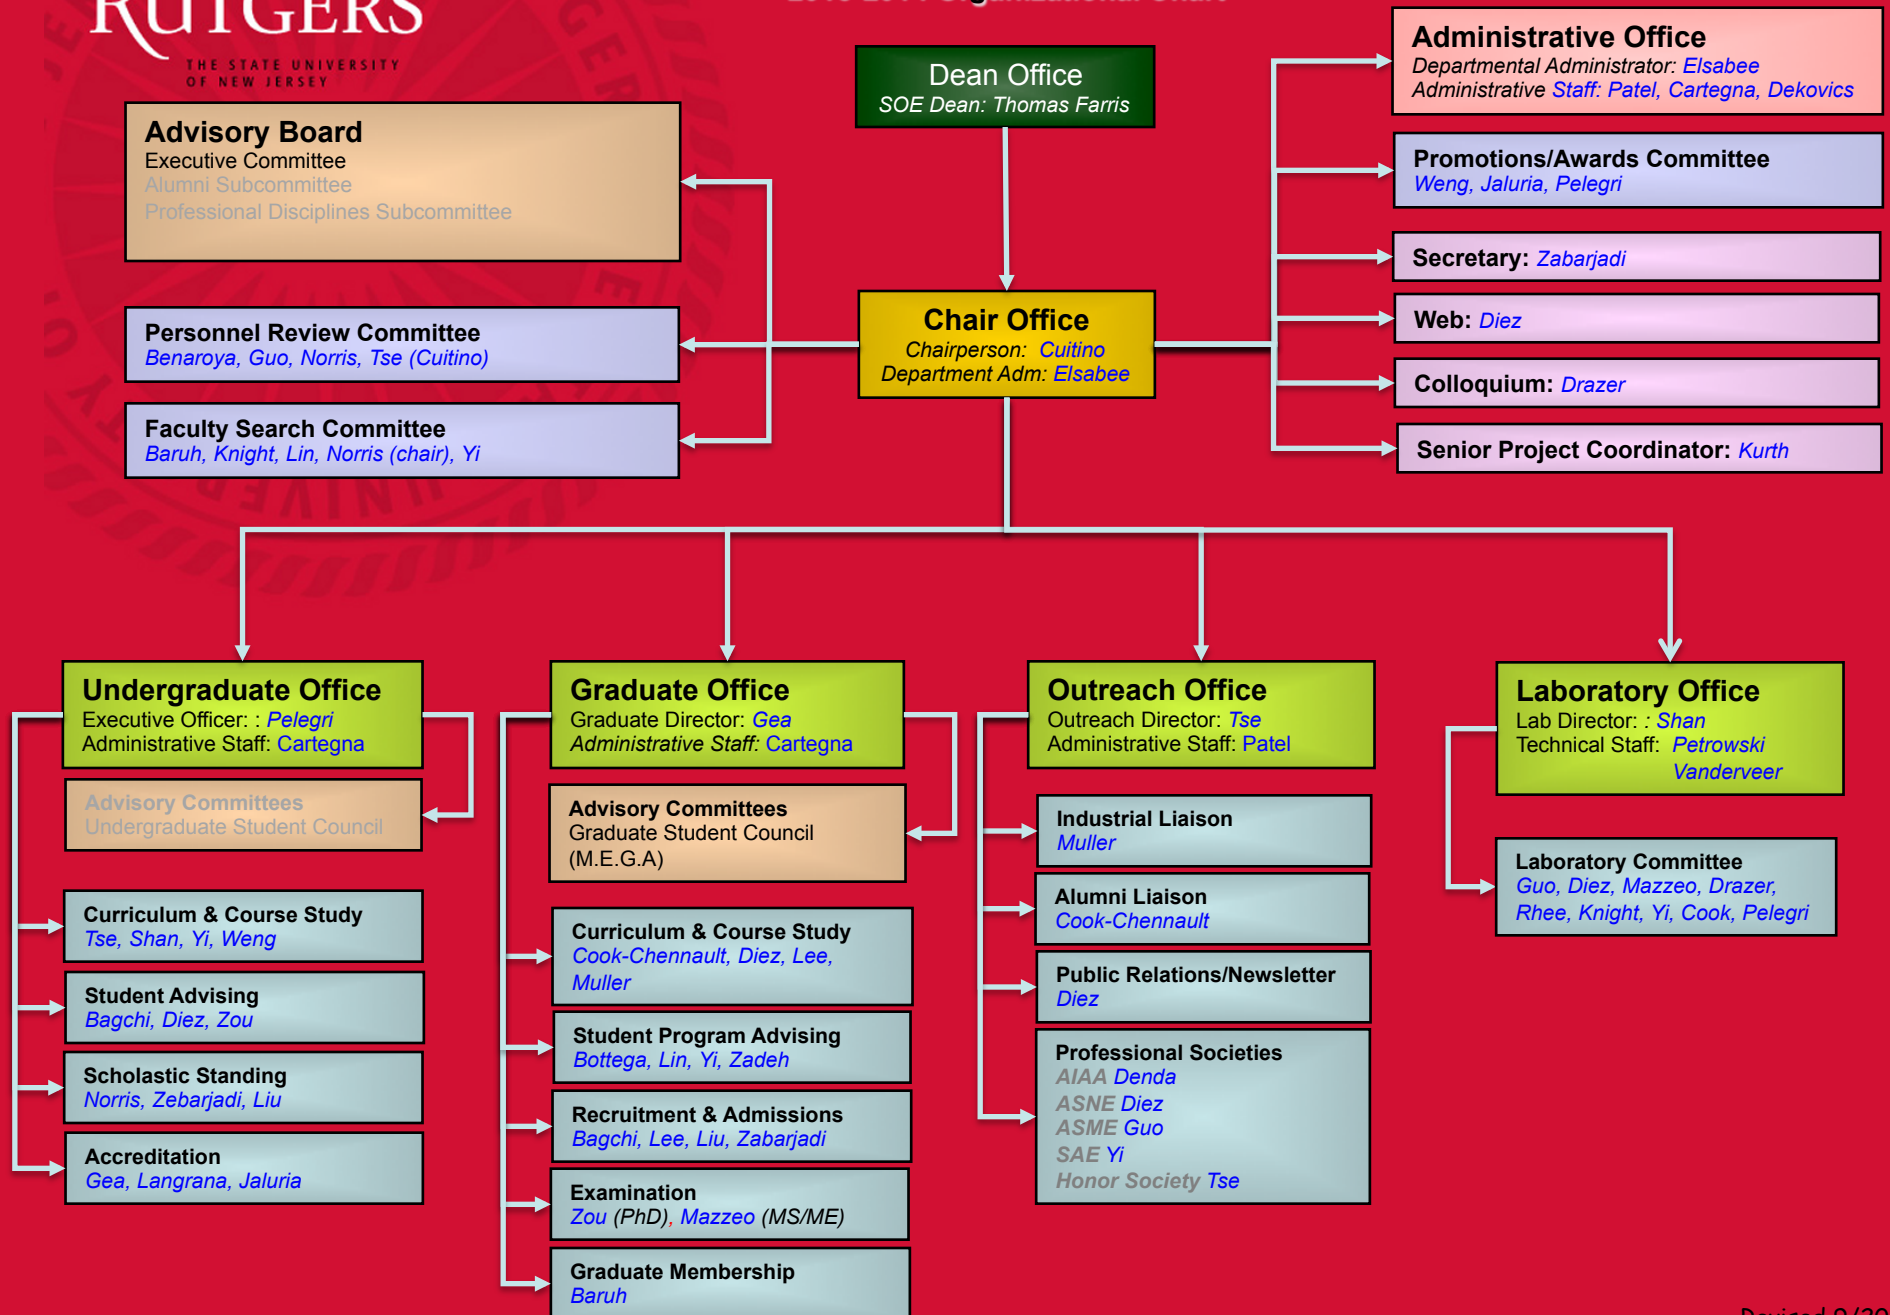 RUTGERS
THE STATE UNIVERSITY
OF NEW JERSEY
Organizational Chart
Dean Office
SOE Dean: Thomas Farris
Administrative Office
Departmental Administrator: Elsabee
Administrative Staff: Patel, Cartegna, Dekovics
Advisory Board
Executive Committee
Alumni Subcommittee
Professional Disciplines Subcommittee
Promotions/Awards Committee
Weng, Jaluria, Pelegri
Secretary: Zabarjadi
Web: Diez
Colloquium: Drazer
Senior Project Coordinator: Kurth
Personnel Review Committee
Benaroya, Guo, Norris, Tse (Cuitino)
Chair Office
Chairperson: Cuitino
Department Adm: Elsabee
Faculty Search Committee
Baruh, Knight, Lin, Norris (chair), Yi
Undergraduate Office
Executive Officer: : Pelegri
Administrative Staff: Cartegna
Advisory Committees
Undergraduate Student Council
Curriculum & Course Study
Tse, Shan, Yi, Weng
Student Advising
Bagchi, Diez, Zou
Scholastic Standing
Norris, Zebarjadi, Liu
Accreditation
Gea, Langrana, Jaluria
Graduate Office
Graduate Director: Gea
Administrative Staff: Cartegna
Advisory Committees
Graduate Student Council
(M.E.G.A)
Curriculum & Course Study
Cook-Chennault, Diez, Lee,
Muller
Student Program Advising
Bottega, Lin, Yi, Zadeh
Recruitment & Admissions
Bagchi, Lee, Liu, Zabarjadi
Examination
Zou (PhD), Mazzeo (MS/ME)
Graduate Membership
Baruh
Outreach Office
Outreach Director: Tse
Administrative Staff: Patel
Industrial Liaison
Muller
Alumni Liaison
Cook-Chennault
Public Relations/Newsletter
Diez
Professional Societies
AIAA Denda
ASNE Diez
ASME Guo
SAE Yi
Honor Society Tse
Laboratory Office
Lab Director: : Shan
Technical Staff: Petrowski
Vanderveer
Laboratory Committee
Guo, Diez, Mazzeo, Drazer,
Rhee, Knight, Yi, Cook, Pelegri